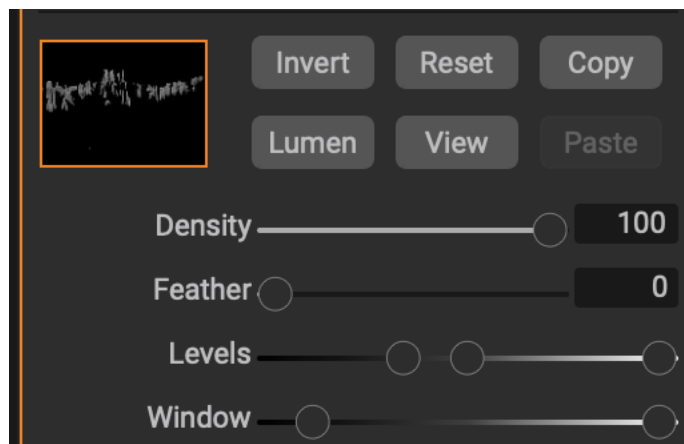 Invert Reset Copy
Lumen View Paste
Density 100
Feather 0
Levels
Window